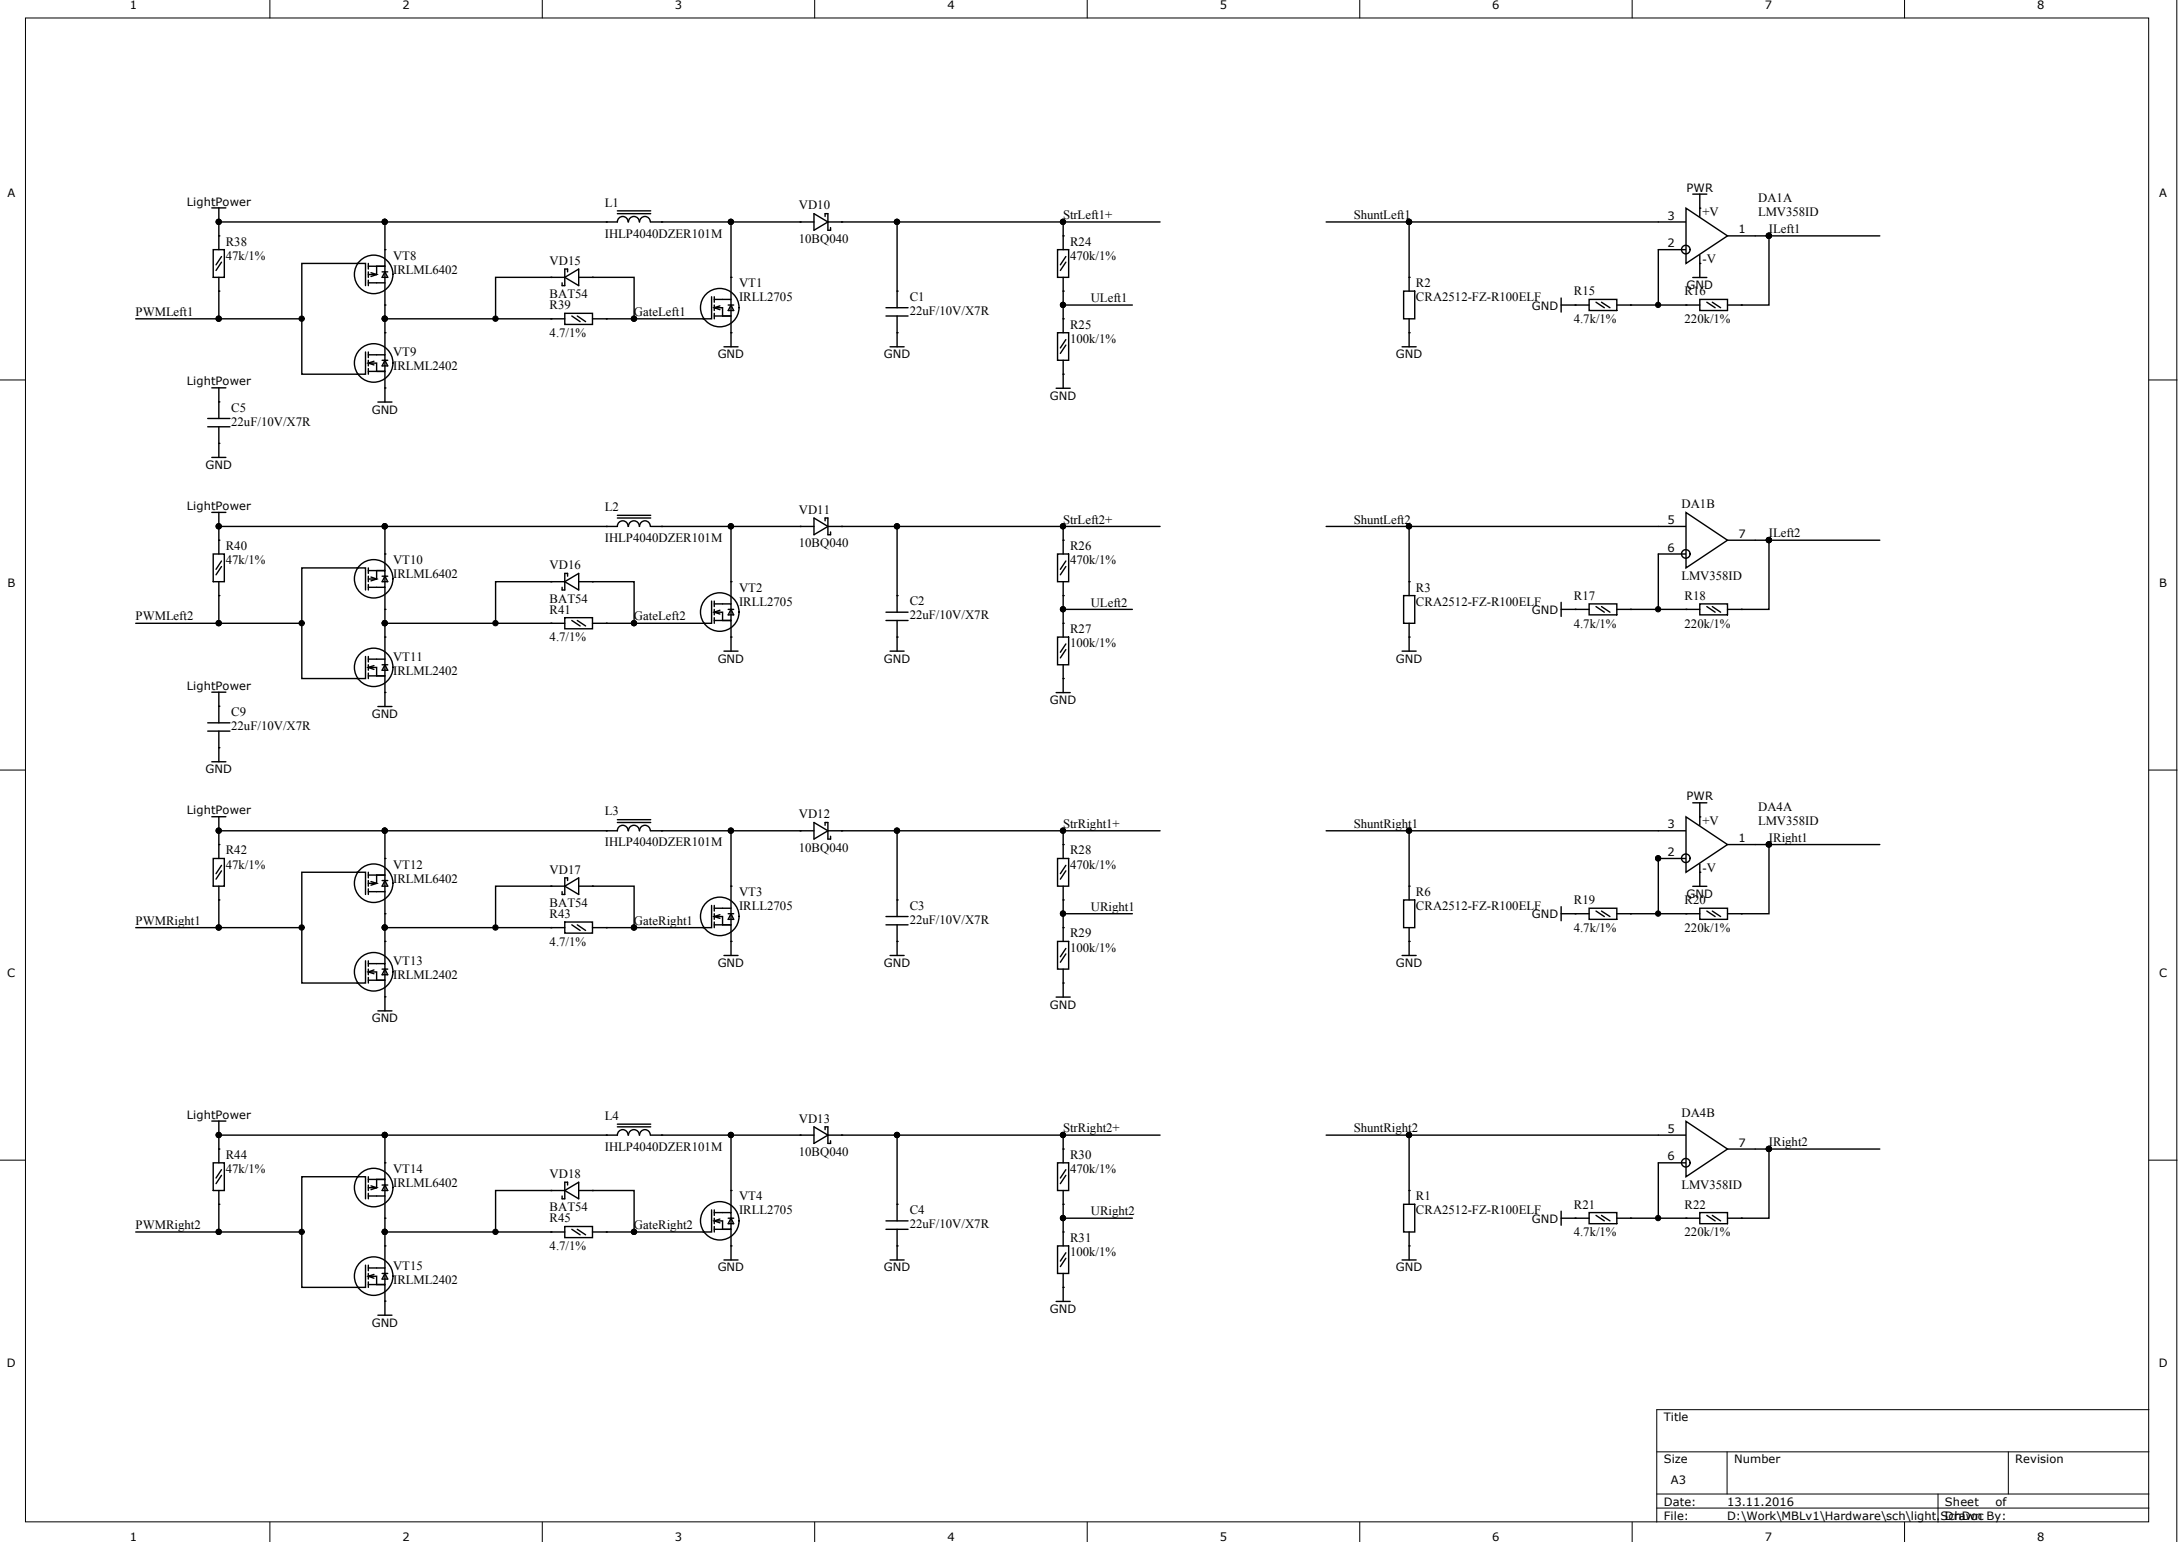 1 2 3 4 5 6 7 8
A A
LightPower
R38
47k/1%
PWMLeft1
VT8
IRLML6402
VT9
IRLML2402
GND
VD15
BAT54
R39
4.7/1%
GateLeft1
L1
IHLP4040DZER101M
VT1
IRLL2705
GND
VD10
10BQ040
C1
22uF/10V/X7R
GND
StrLeft1+
R24
470k/1%
ULeft1
R25
100k/1%
GND
ShuntLeft1
R2
CRA2512-FZ-R100ELF
GND
GND
R15
4.7k/1%
R16
220k/1%
PWR
+V
-V
GND
3
2
1
DA1A
LMV358ID
ILeft1
LightPower
C5
22uF/10V/X7R
GND
B B
LightPower
R40
47k/1%
PWMLeft2
VT10
IRLML6402
VT11
IRLML2402
GND
VD16
BAT54
R41
4.7/1%
GateLeft2
L2
IHLP4040DZER101M
VT2
IRLL2705
GND
VD11
10BQ040
C2
22uF/10V/X7R
GND
StrLeft2+
R26
470k/1%
ULeft2
R27
100k/1%
GND
ShuntLeft2
R3
CRA2512-FZ-R100ELF
GND
GND
R17
4.7k/1%
R18
220k/1%
DA1B
5
6
7
LMV358ID
ILeft2
LightPower
C9
22uF/10V/X7R
GND
C C
LightPower
R42
47k/1%
PWMRight1
VT12
IRLML6402
VT13
IRLML2402
GND
VD17
BAT54
R43
4.7/1%
GateRight1
L3
IHLP4040DZER101M
VT3
IRLL2705
GND
VD12
10BQ040
C3
22uF/10V/X7R
GND
StrRight1+
R28
470k/1%
URight1
R29
100k/1%
GND
ShuntRight1
R6
CRA2512-FZ-R100ELF
GND
GND
R19
4.7k/1%
R20
220k/1%
PWR
+V
-V
GND
3
2
1
DA4A
LMV358ID
IRight1
D D
LightPower
R44
47k/1%
PWMRight2
VT14
IRLML6402
VT15
IRLML2402
GND
VD18
BAT54
R45
4.7/1%
GateRight2
L4
IHLP4040DZER101M
VT4
IRLL2705
GND
VD13
10BQ040
C4
22uF/10V/X7R
GND
StrRight2+
R30
470k/1%
URight2
R31
100k/1%
GND
ShuntRight2
R1
CRA2512-FZ-R100ELF
GND
GND
R21
4.7k/1%
R22
220k/1%
DA4B
5
6
7
LMV358ID
IRight2
Title
Size Number Revision
A3
Date: 13.11.2016 Sheet of
File: D:\Work\MBLv1\Hardware\sch\light.SchDoc Drawn By:
1 2 3 4 5 6 7 8